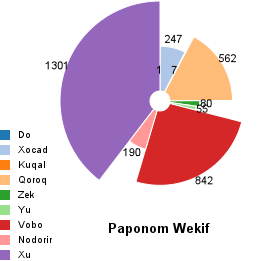 247
1301
1
7
562
80
55
190
842
Do
Xocad
Kuqal
Qoroq
Zek
Yu
Vobo
Nodorir
Xu
Paponom Wekif